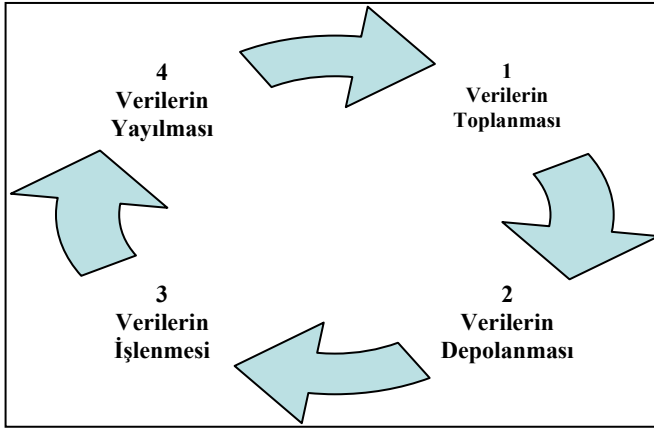 4
Verilerin
Yayılması
1
Verilerin
Toplanması
3
Verilerin
İşlenmesi
2
Verilerin
Depolanması